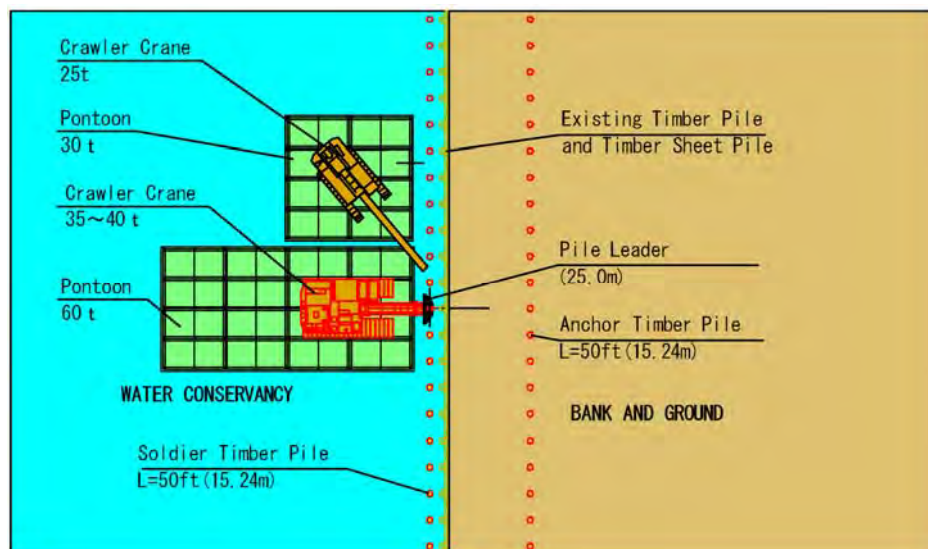 Crawler Crane
25t
Pontoon
30 t
Crawler Crane
35～40 t
Pontoon
60 t
WATER CONSERVANCY
Soldier Timber Pile
L=50ft(15.24m)
Existing Timber Pile
and Timber Sheet Pile
Pile Leader
(25.0m)
Anchor Timber Pile
L=50ft(15.24m)
BANK AND GROUND